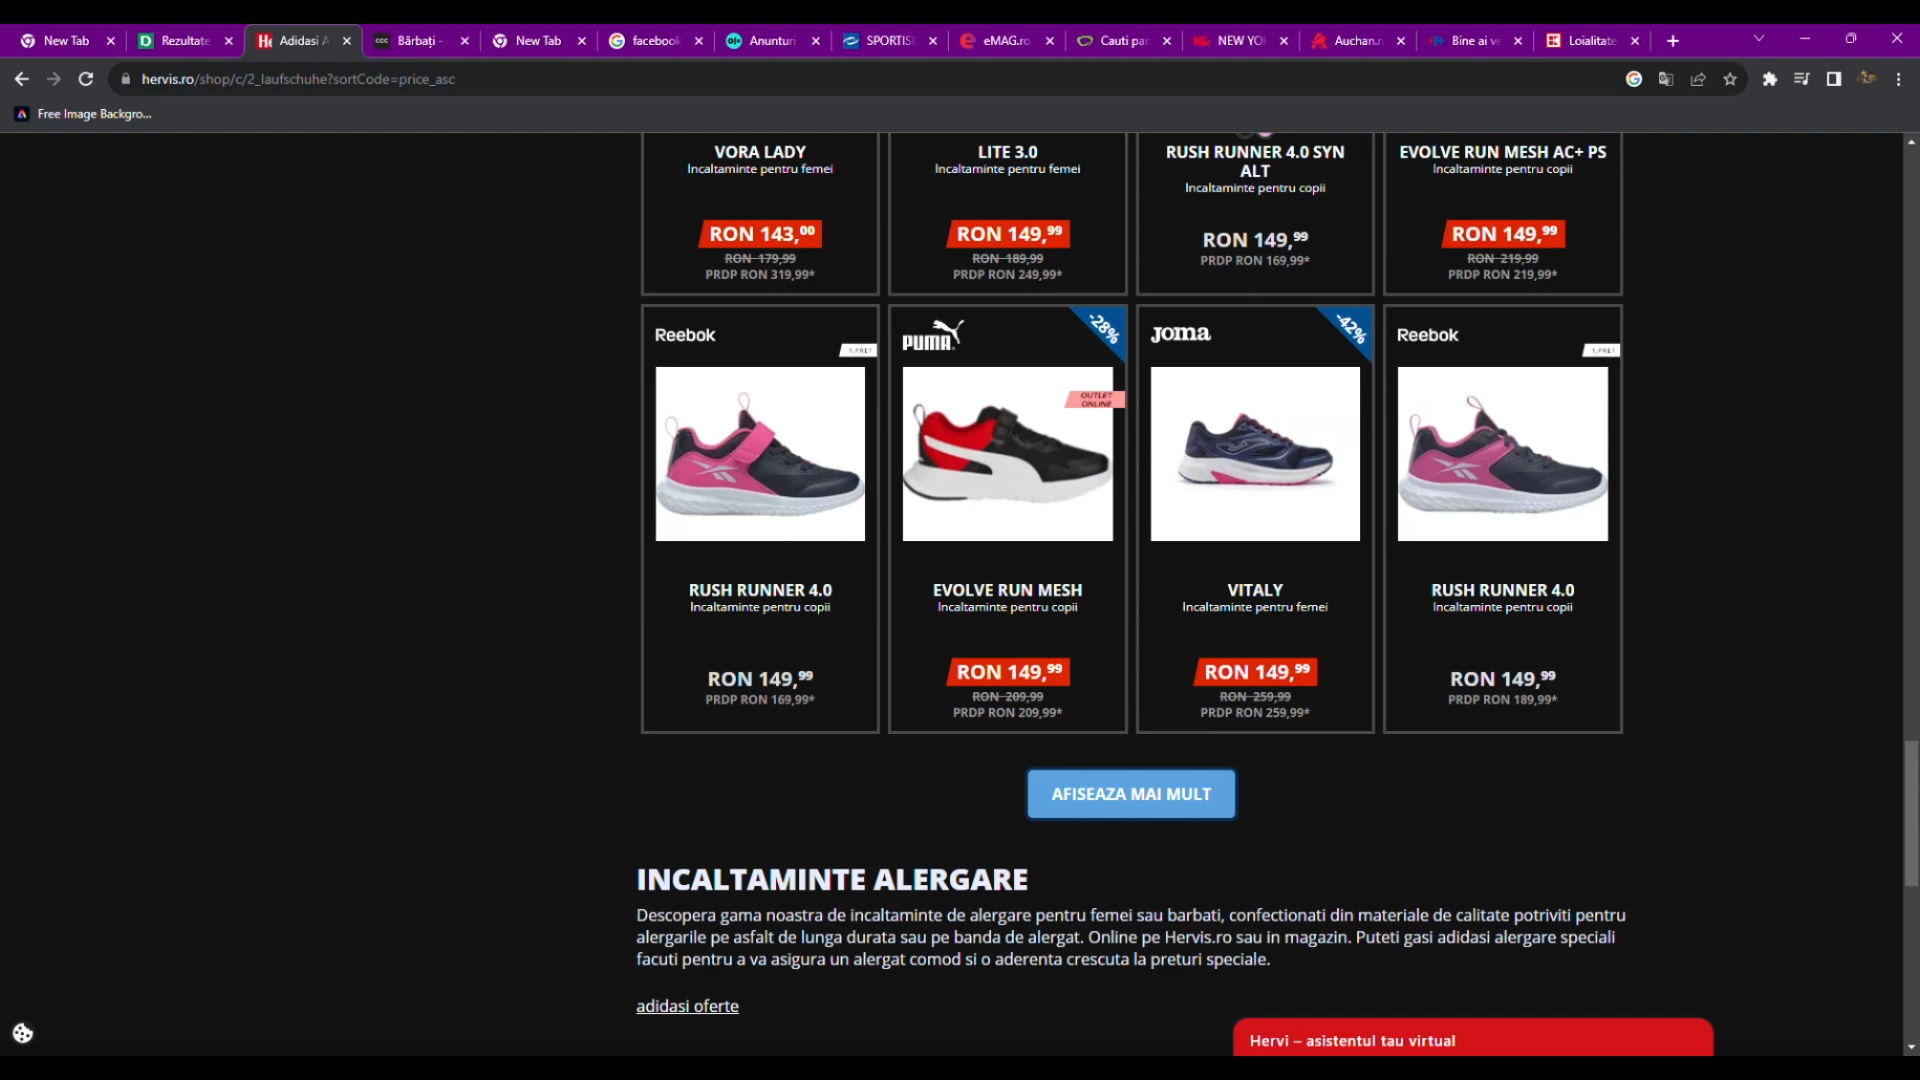 New Tab
Rezultate
Adidasi A
ccc Bărbați -
New Tab
facebook
Anunturi
SPORTIS
eMAG.ro
Cauti par
NEW YO
Auchan.r
Bine ai ve
Loialitate
hervis.ro/shop/c/2_laufschuhe?sortCode=price_asc
Free Image Backgro...
VORA LADY
Incaltaminte pentru femei
RON 143,00
RON 179,99
PRDP RON 319,99*
LITE 3.0
Incaltaminte pentru femei
RON 149,99
RON 189,99
PRDP RON 249,99*
RUSH RUNNER 4.0 SYN
ALT
Incaltaminte pentru copii
RON 149,99
PRDP RON 169,99*
EVOLVE RUN MESH AC+ PS
Incaltaminte pentru copii
RON 149,99
RON 219,99
PRDP RON 219,99*
Reebok
1.PRET
RUSH RUNNER 4.0
Incaltaminte pentru copii
RON 149,99
PRDP RON 169,99*
PUMA
-28%
OUTLET
ONLINE
EVOLVE RUN MESH
Incaltaminte pentru copii
RON 149,99
RON 209,99
PRDP RON 209,99*
Joma
-42%
VITALY
Incaltaminte pentru femei
RON 149,99
RON 259,99
PRDP RON 259,99*
Reebok
1.PRET
RUSH RUNNER 4.0
Incaltaminte pentru copii
RON 149,99
PRDP RON 189,99*
AFISEAZA MAI MULT
INCALTAMINTE ALERGARE
Descopera gama noastra de incaltaminte de alergare pentru femei sau barbati, confectionati din materiale de calitate potriviti pentru
alergarile pe asfalt de lunga durata sau pe banda de alergat. Online pe Hervis.ro sau in magazin. Puteti gasi adidasi alergare speciali
facuti pentru a va asigura un alergat comod si o aderenta crescuta la preturi speciale.
adidasi oferte
Hervi – asistentul tau virtual